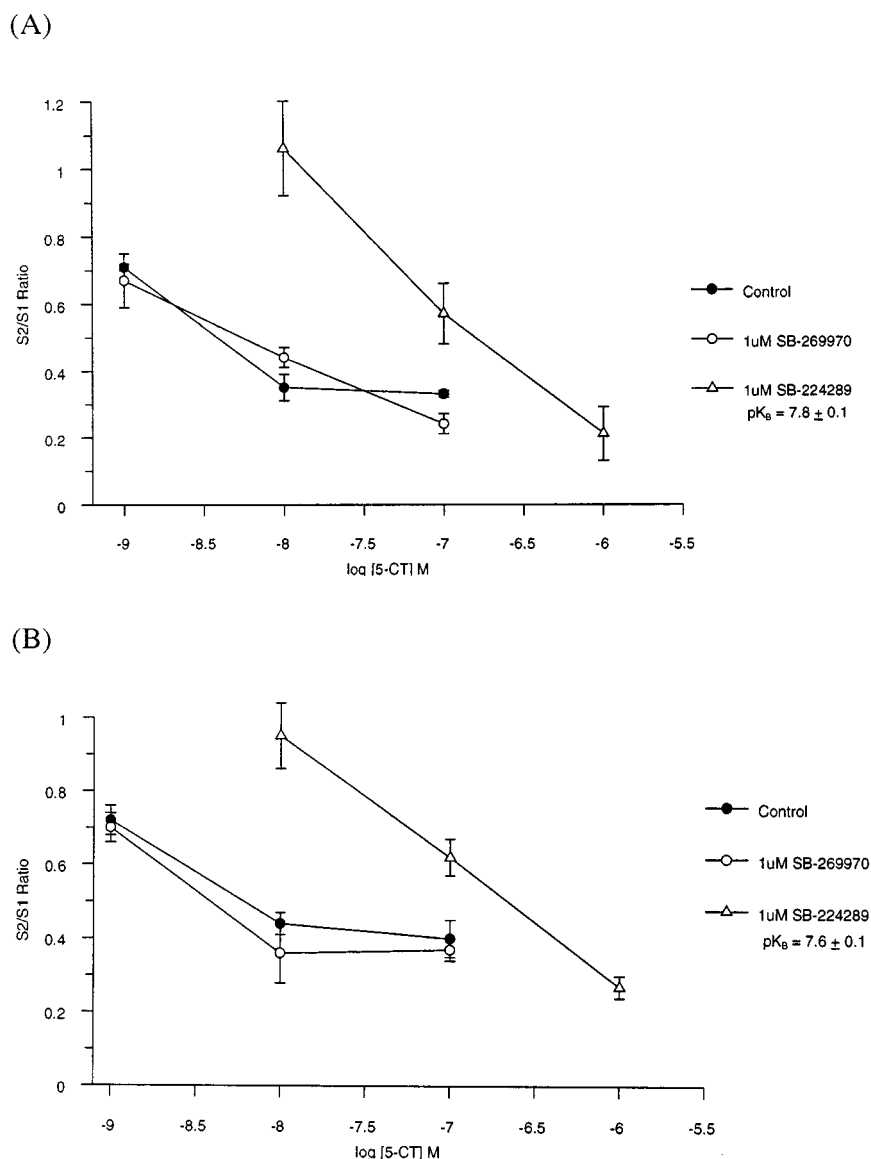 (A)
1.2
1
0.8
0.6
0.4
0.2
0
S2/S1 Ratio
-9
-8.5
-8
-7.5
-7
-6.5
-6
-5.5
log [5-CT] M
Control
1uM SB-269970
1uM SB-224289
pKB = 7.8 ± 0.1
(B)
1
0.8
0.6
0.4
0.2
0
S2/S1 Ratio
-9
-8.5
-8
-7.5
-7
-6.5
-6
-5.5
log [5-CT] M
Control
1uM SB-269970
1uM SB-224289
pKB = 7.6 ± 0.1